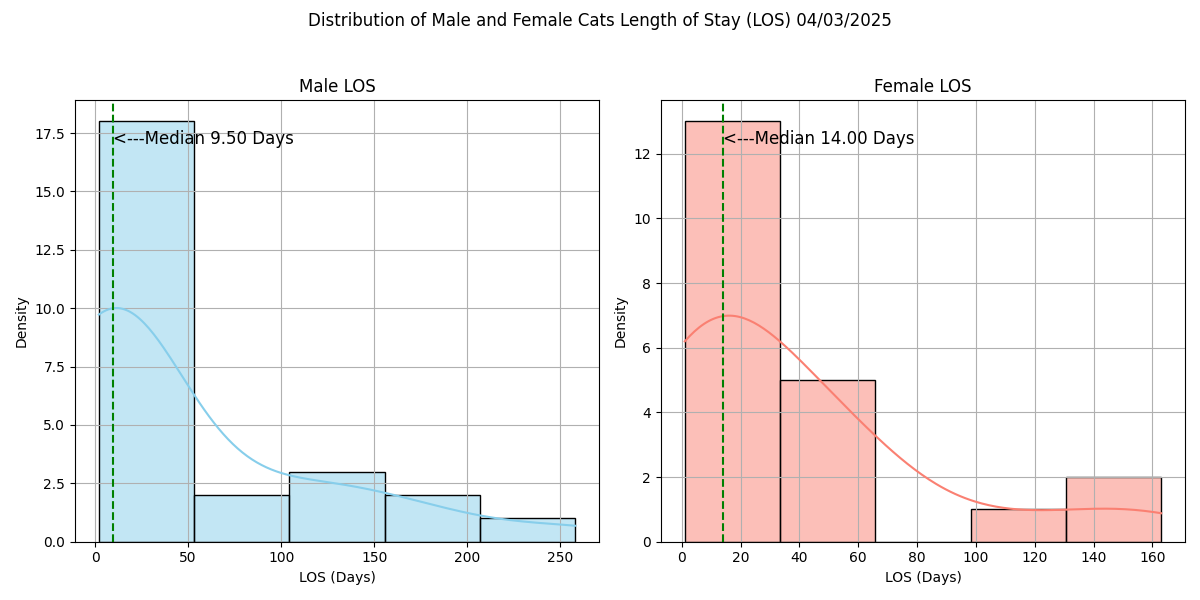 Distribution of Male and Female Cats Length of Stay (LOS) 04/03/2025
Male LOS
Density
17.5
15.0
12.5
10.0
7.5
5.0
2.5
0.0
<---Median 9.50 Days
0 50 100 150 200 250
LOS (Days)
Female LOS
Density
12
10
8
6
4
2
0
<---Median 14.00 Days
0 20 40 60 80 100 120 140 160
LOS (Days)